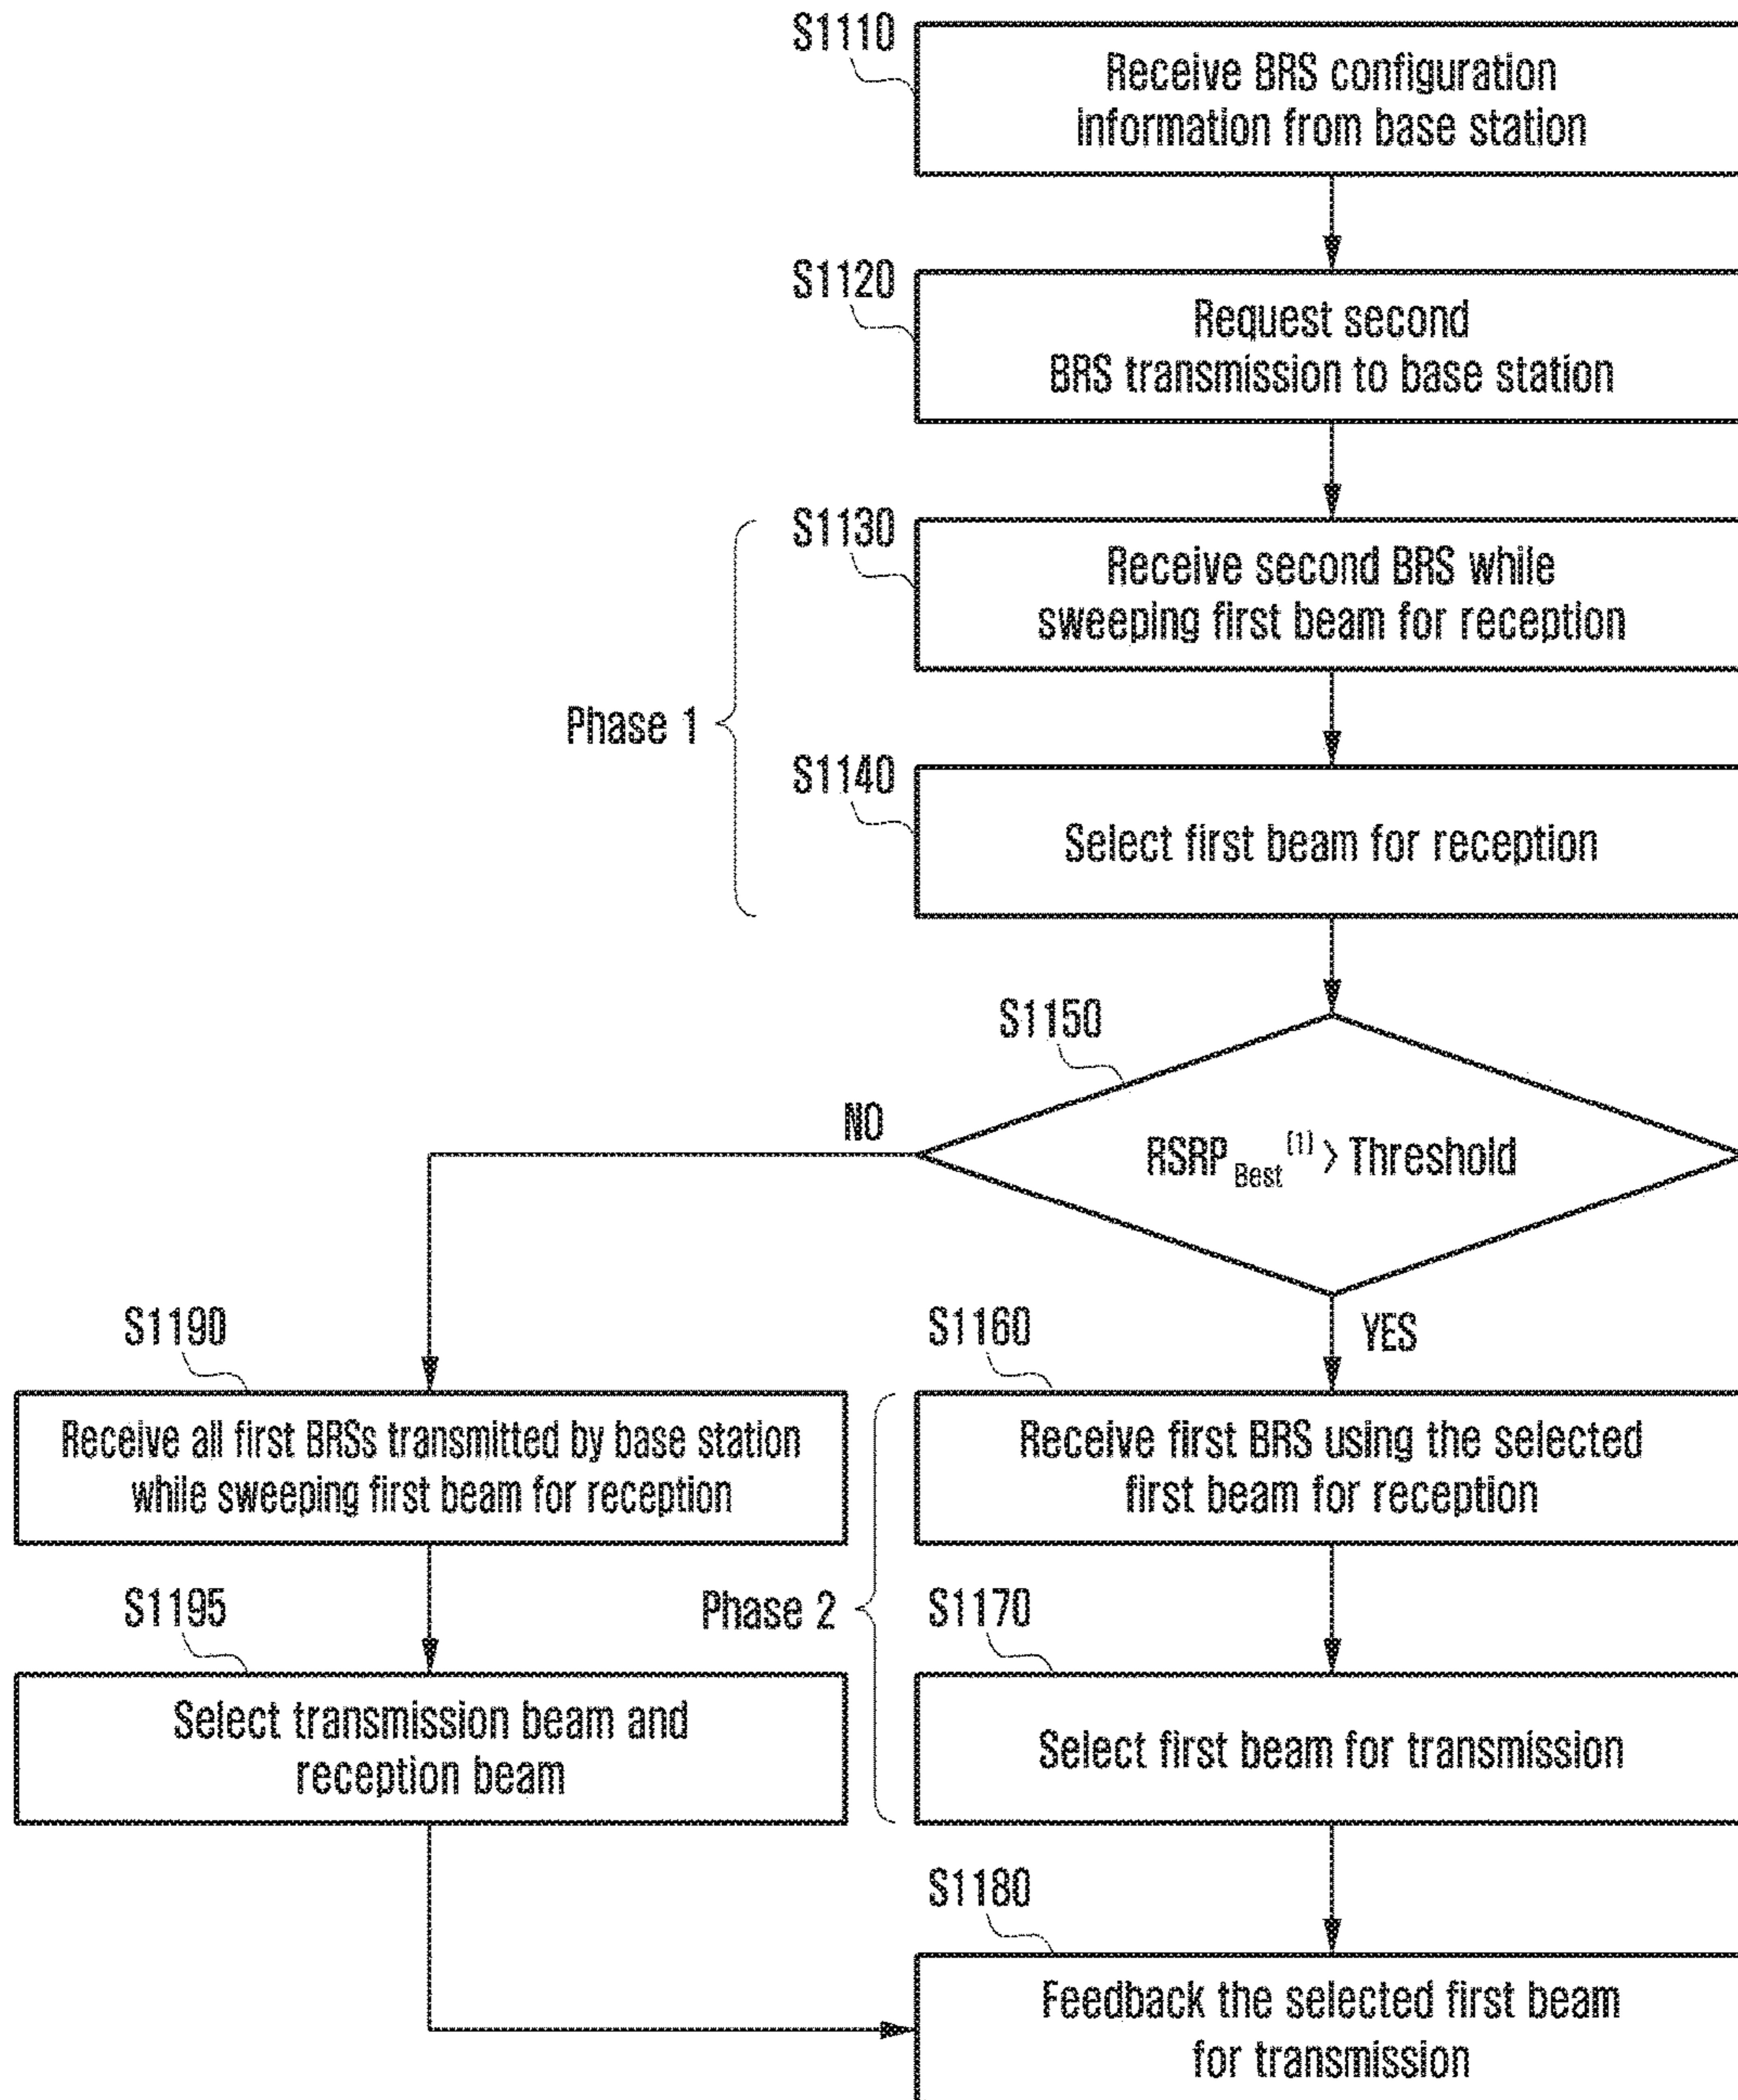 S1110
Receive BRS configuration
information from base station
S1120
Request second
BRS transmission to base station
S1130
Receive second BRS while
sweeping first beam for reception
Phase 1
S1140
Select first beam for reception
S1150
NO
RSRP Best [1] > Threshold
YES
S1190
Receive all first BRSs transmitted by base station
while sweeping first beam for reception
S1160
Receive first BRS using the selected
first beam for reception
Phase 2
S1195
Select transmission beam and
reception beam
S1170
Select first beam for transmission
S1180
Feedback the selected first beam
for transmission